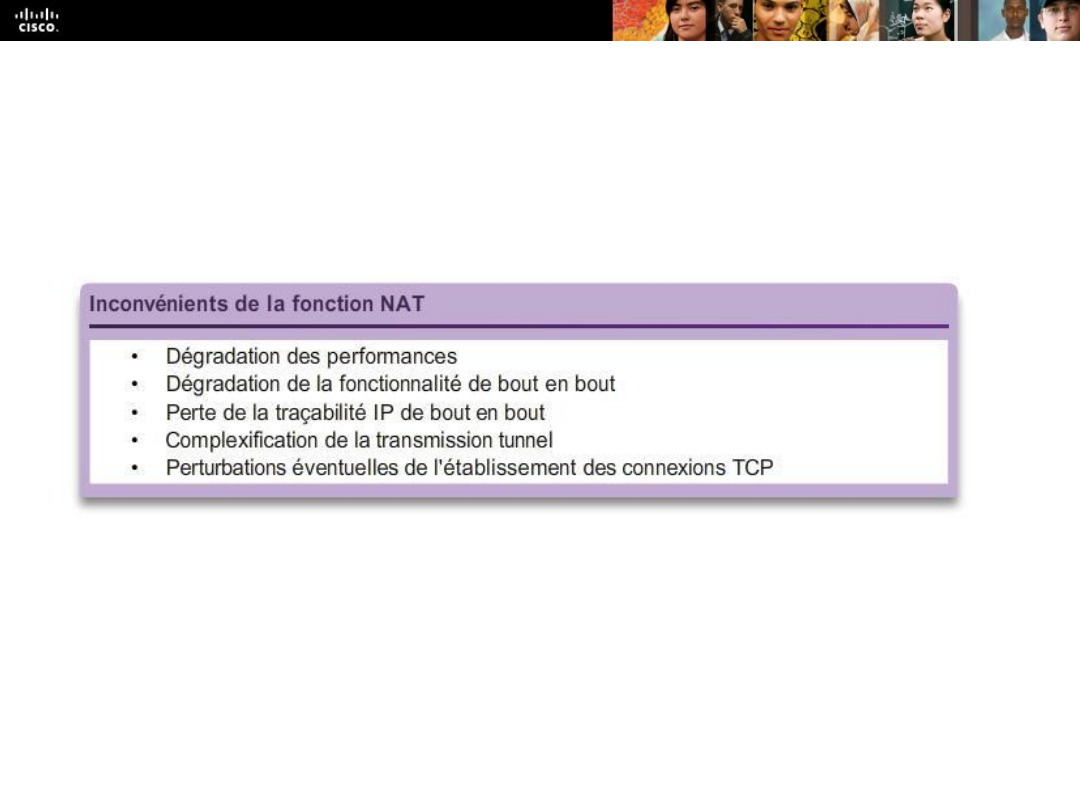 cisco.
Inconvénients de la fonction NAT
• Dégradation des performances
• Dégradation de la fonctionnalité de bout en bout
• Perte de la traçabilité IP de bout en bout
• Complexification de la transmission tunnel
• Perturbations éventuelles de l'établissement des connexions TCP